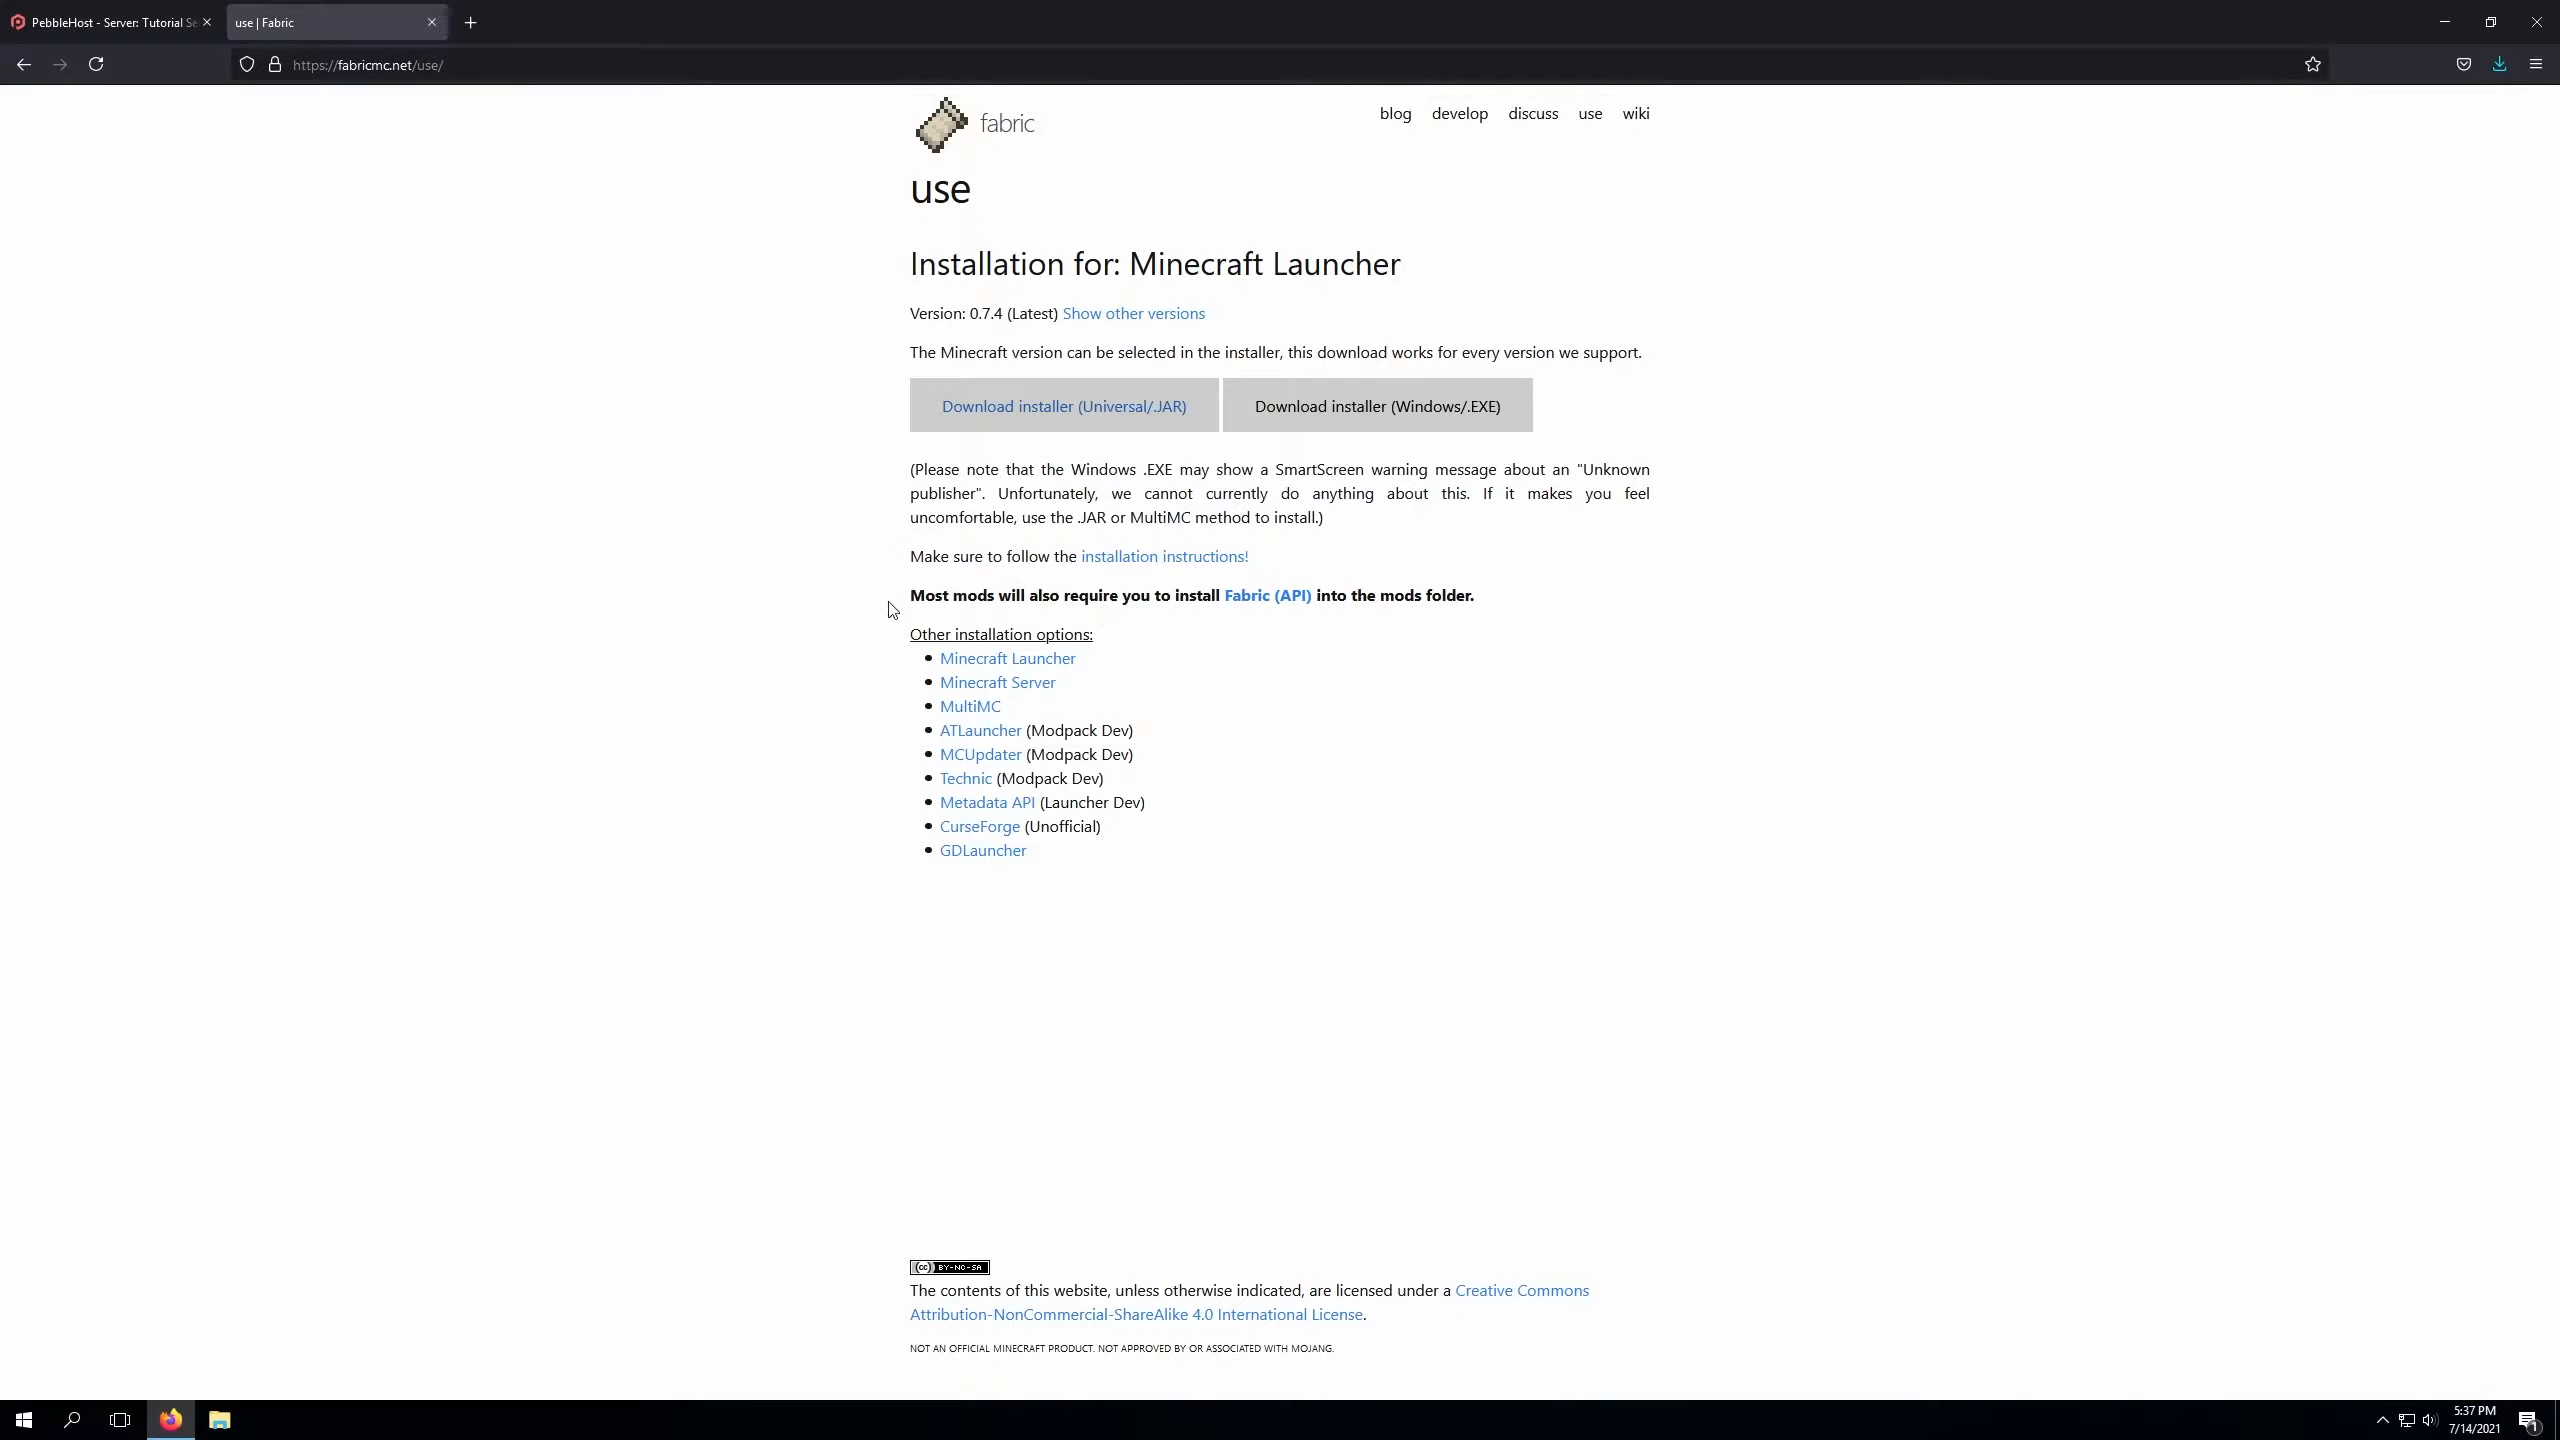 PebbleHost - Server: Tutorial Se
use | Fabric
https://fabricmc.net/use/
fabric
blog develop discuss use wiki
use
Installation for: Minecraft Launcher
Version: 0.7.4 (Latest) Show other versions
The Minecraft version can be selected in the installer, this download works for every version we support.
Download installer (Universal/.JAR) Download installer (Windows/.EXE)
(Please note that the Windows .EXE may show a SmartScreen warning message about an "Unknown
publisher". Unfortunately, we cannot currently do anything about this. If it makes you feel
uncomfortable, use the .JAR or MultiMC method to install.)
Make sure to follow the installation instructions!
Most mods will also require you to install Fabric (API) into the mods folder.
Other installation options:
Minecraft Launcher
Minecraft Server
MultiMC
ATLauncher (Modpack Dev)
MCUpdater (Modpack Dev)
Technic (Modpack Dev)
Metadata API (Launcher Dev)
CurseForge (Unofficial)
GDLauncher
(cc) BY-NC-SA
The contents of this website, unless otherwise indicated, are licensed under a Creative Commons
Attribution-NonCommercial-ShareAlike 4.0 International License.
NOT AN OFFICIAL MINECRAFT PRODUCT. NOT APPROVED BY OR ASSOCIATED WITH MOJANG.
5:37 PM
7/14/2021
1